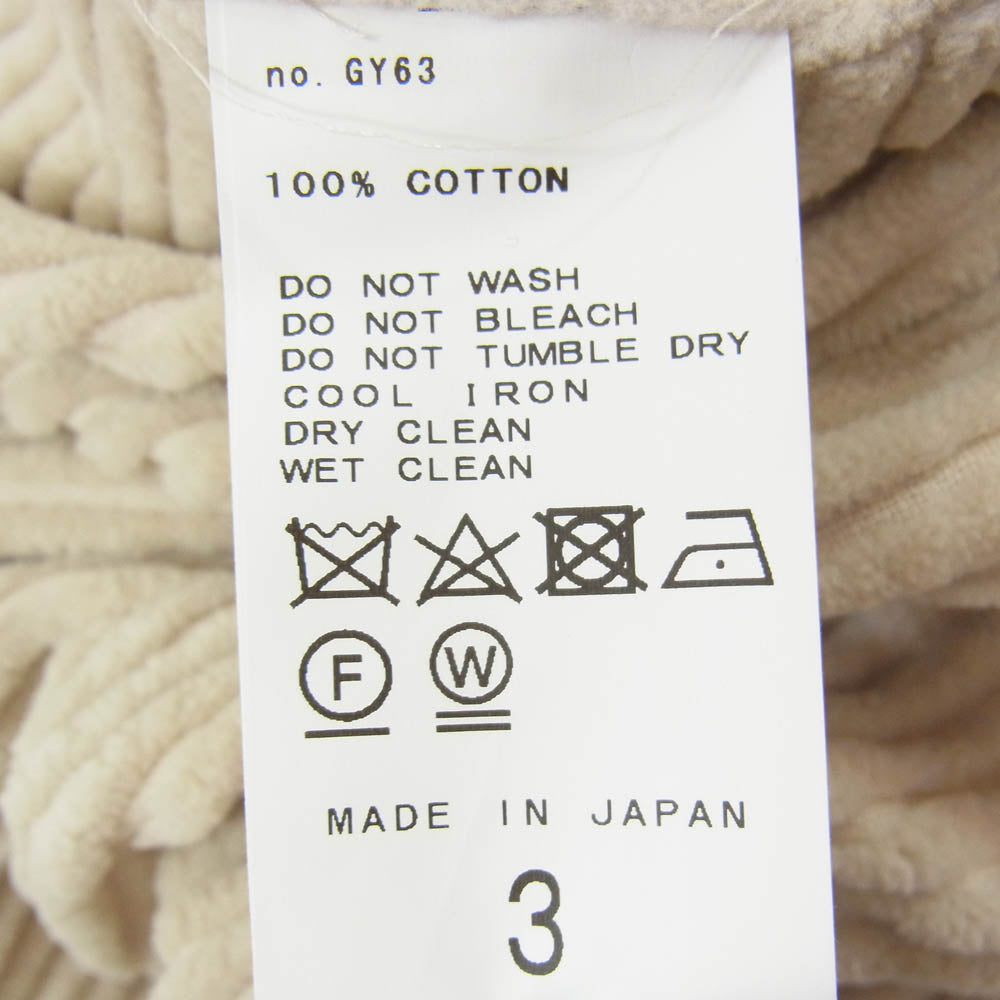 no. GY63
100% COTTON
DO NOT WASH
DO NOT BLEACH
DO NOT TUMBLE DRY
COOL IRON
DRY CLEAN
WET CLEAN
F W
MADE IN JAPAN
3